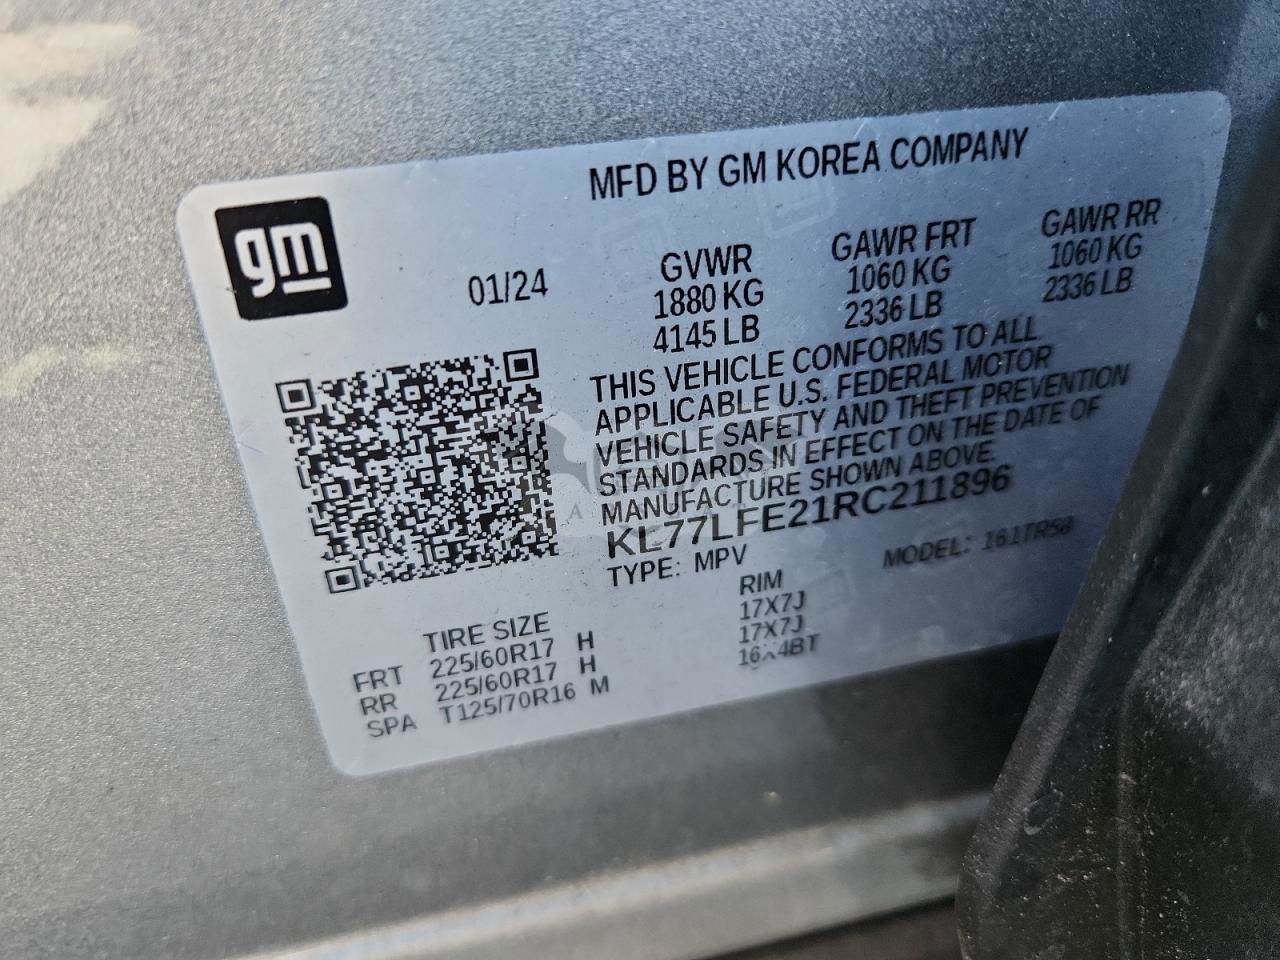 MFD BY GM KOREA COMPANY
gm
01/24
GVWR GAWR FRT GAWR RR
1880 KG 1060 KG 1060 KG
4145 LB 2336 LB 2336 LB
THIS VEHICLE CONFORMS TO ALL
APPLICABLE U.S. FEDERAL MOTOR
VEHICLE SAFETY AND THEFT PREVENTION
STANDARDS IN EFFECT ON THE DATE OF
MANUFACTURE SHOWN ABOVE.
KL77LFE21RC211896
TYPE: MPV MODEL: 161TR58
TIRE SIZE RIM
FRT 225/60R17 H 17X7J
RR 225/60R17 H 17X7J
SPA T125/70R16 M 16X4BT